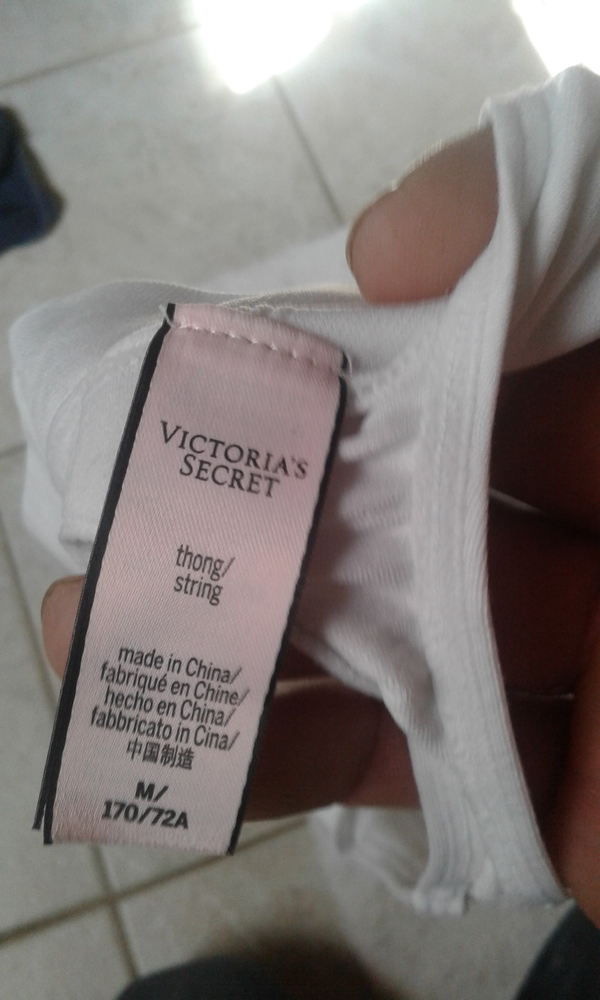 VICTORIA'S
SECRET
thong/
string
made in China/
fabriqué en Chine/
hecho en China/
fabbricato in Cina/
中国制造
M/
170/72A